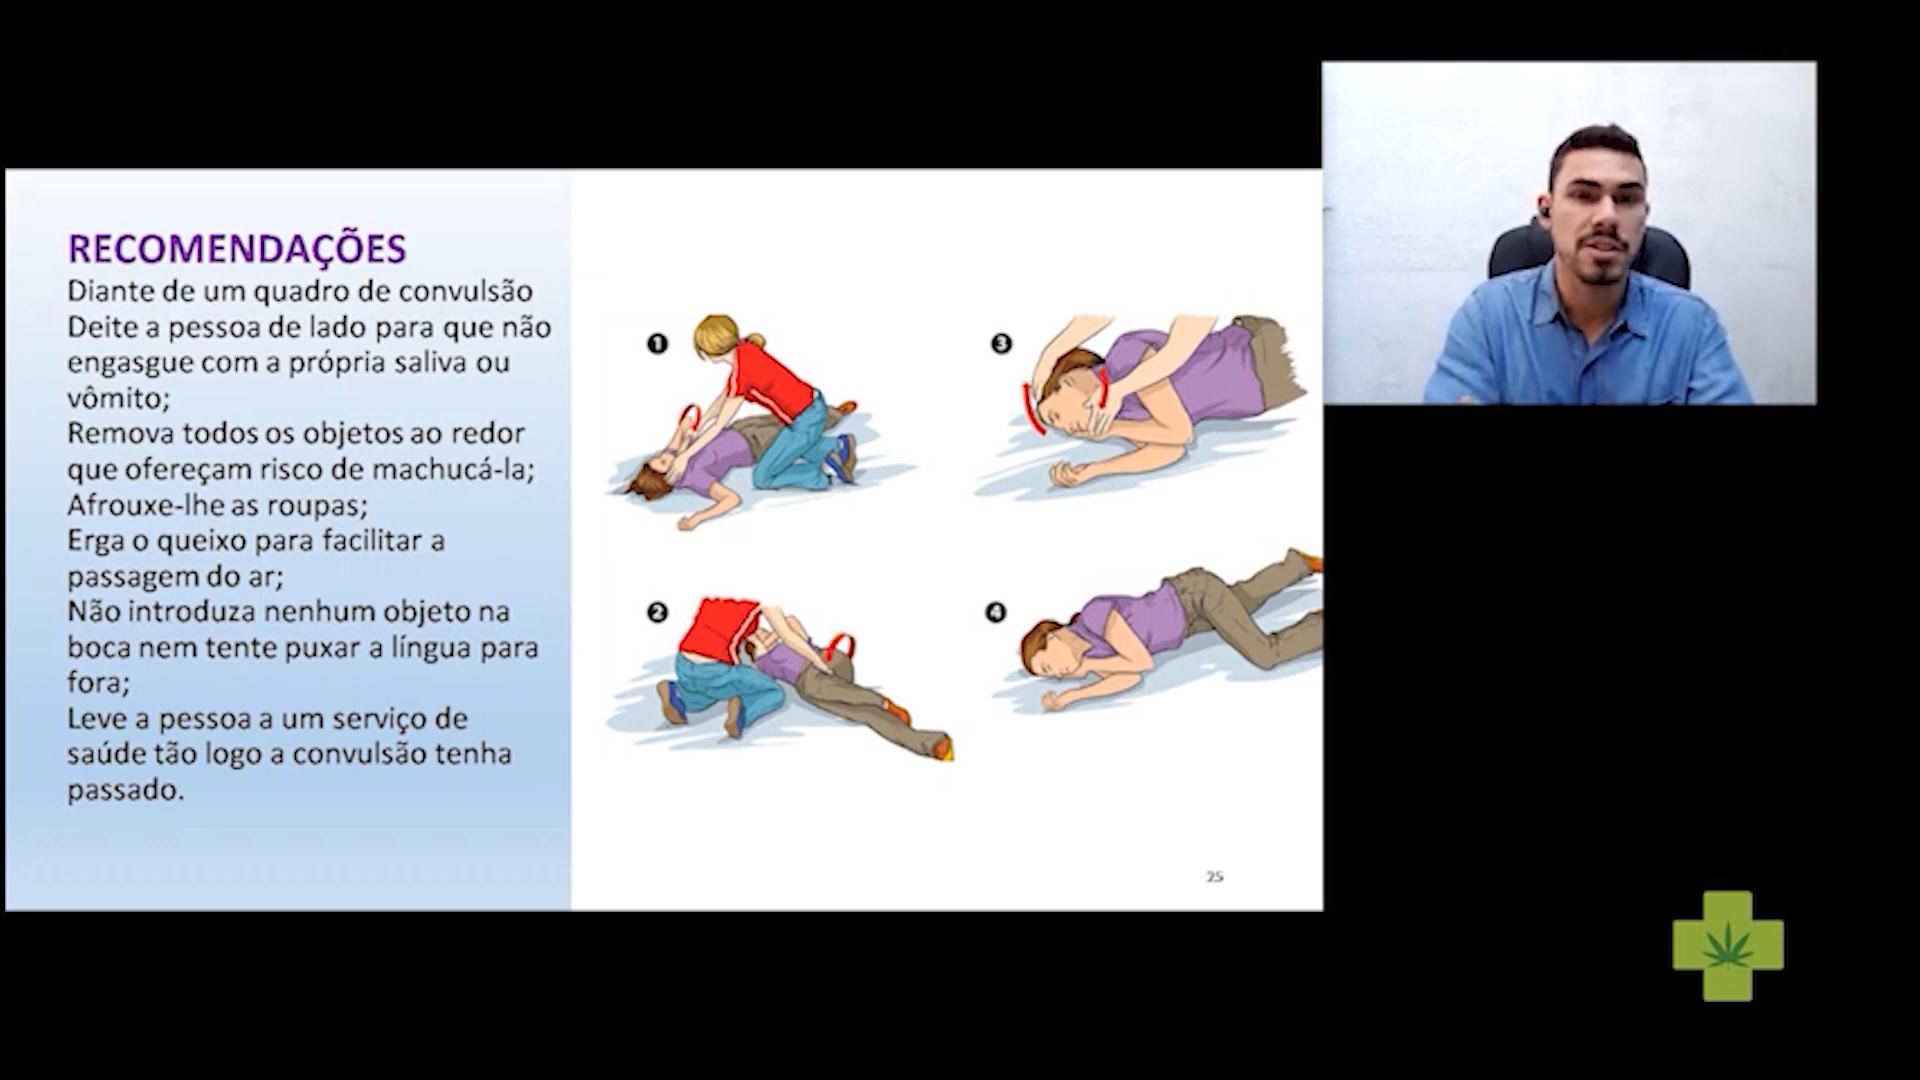 RECOMENDAÇÕES
Diante de um quadro de convulsão
Deite a pessoa de lado para que não
engasgue com a própria saliva ou
vômito;
Remova todos os objetos ao redor
que ofereçam risco de machucá-la;
Afrouxe-lhe as roupas;
Erga o queixo para facilitar a
passagem do ar;
Não introduza nenhum objeto na
boca nem tente puxar a língua para
fora;
Leve a pessoa a um serviço de
saúde tão logo a convulsão tenha
passado.
1
3
2
4
25